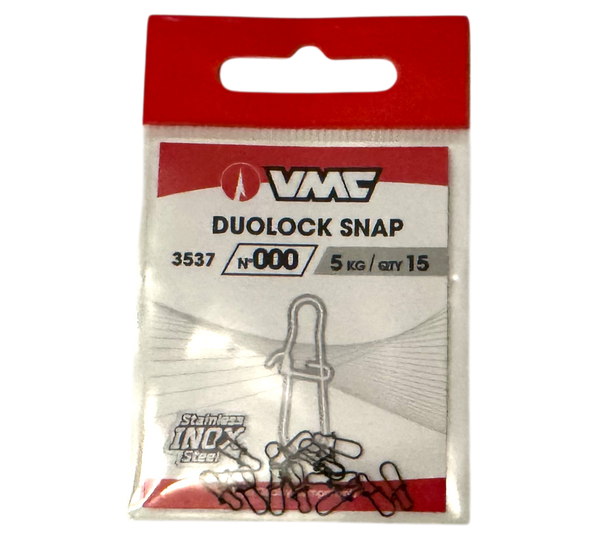 VMC
DUOLOCK SNAP
3537 N°000 5 KG / QTY 15
Stainless
INOX
Steel